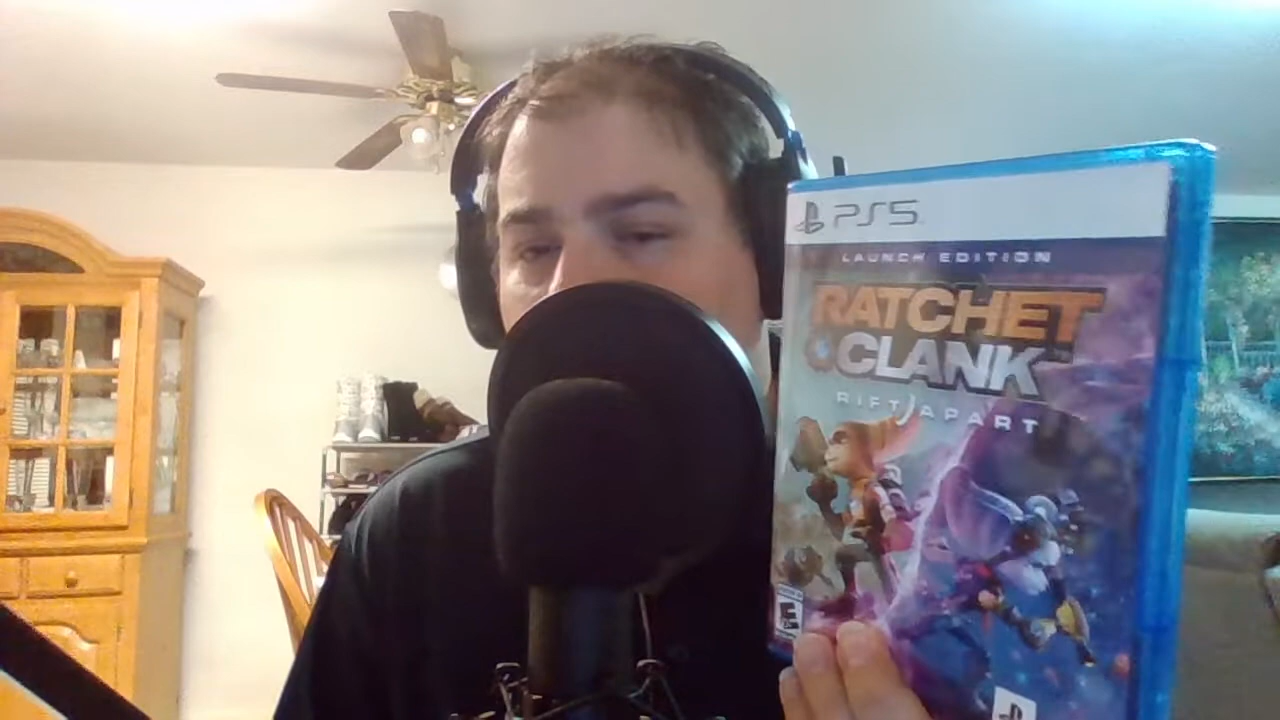 PS5
LAUNCH EDITION
RATCHET
& CLANK
RIFT APART
E